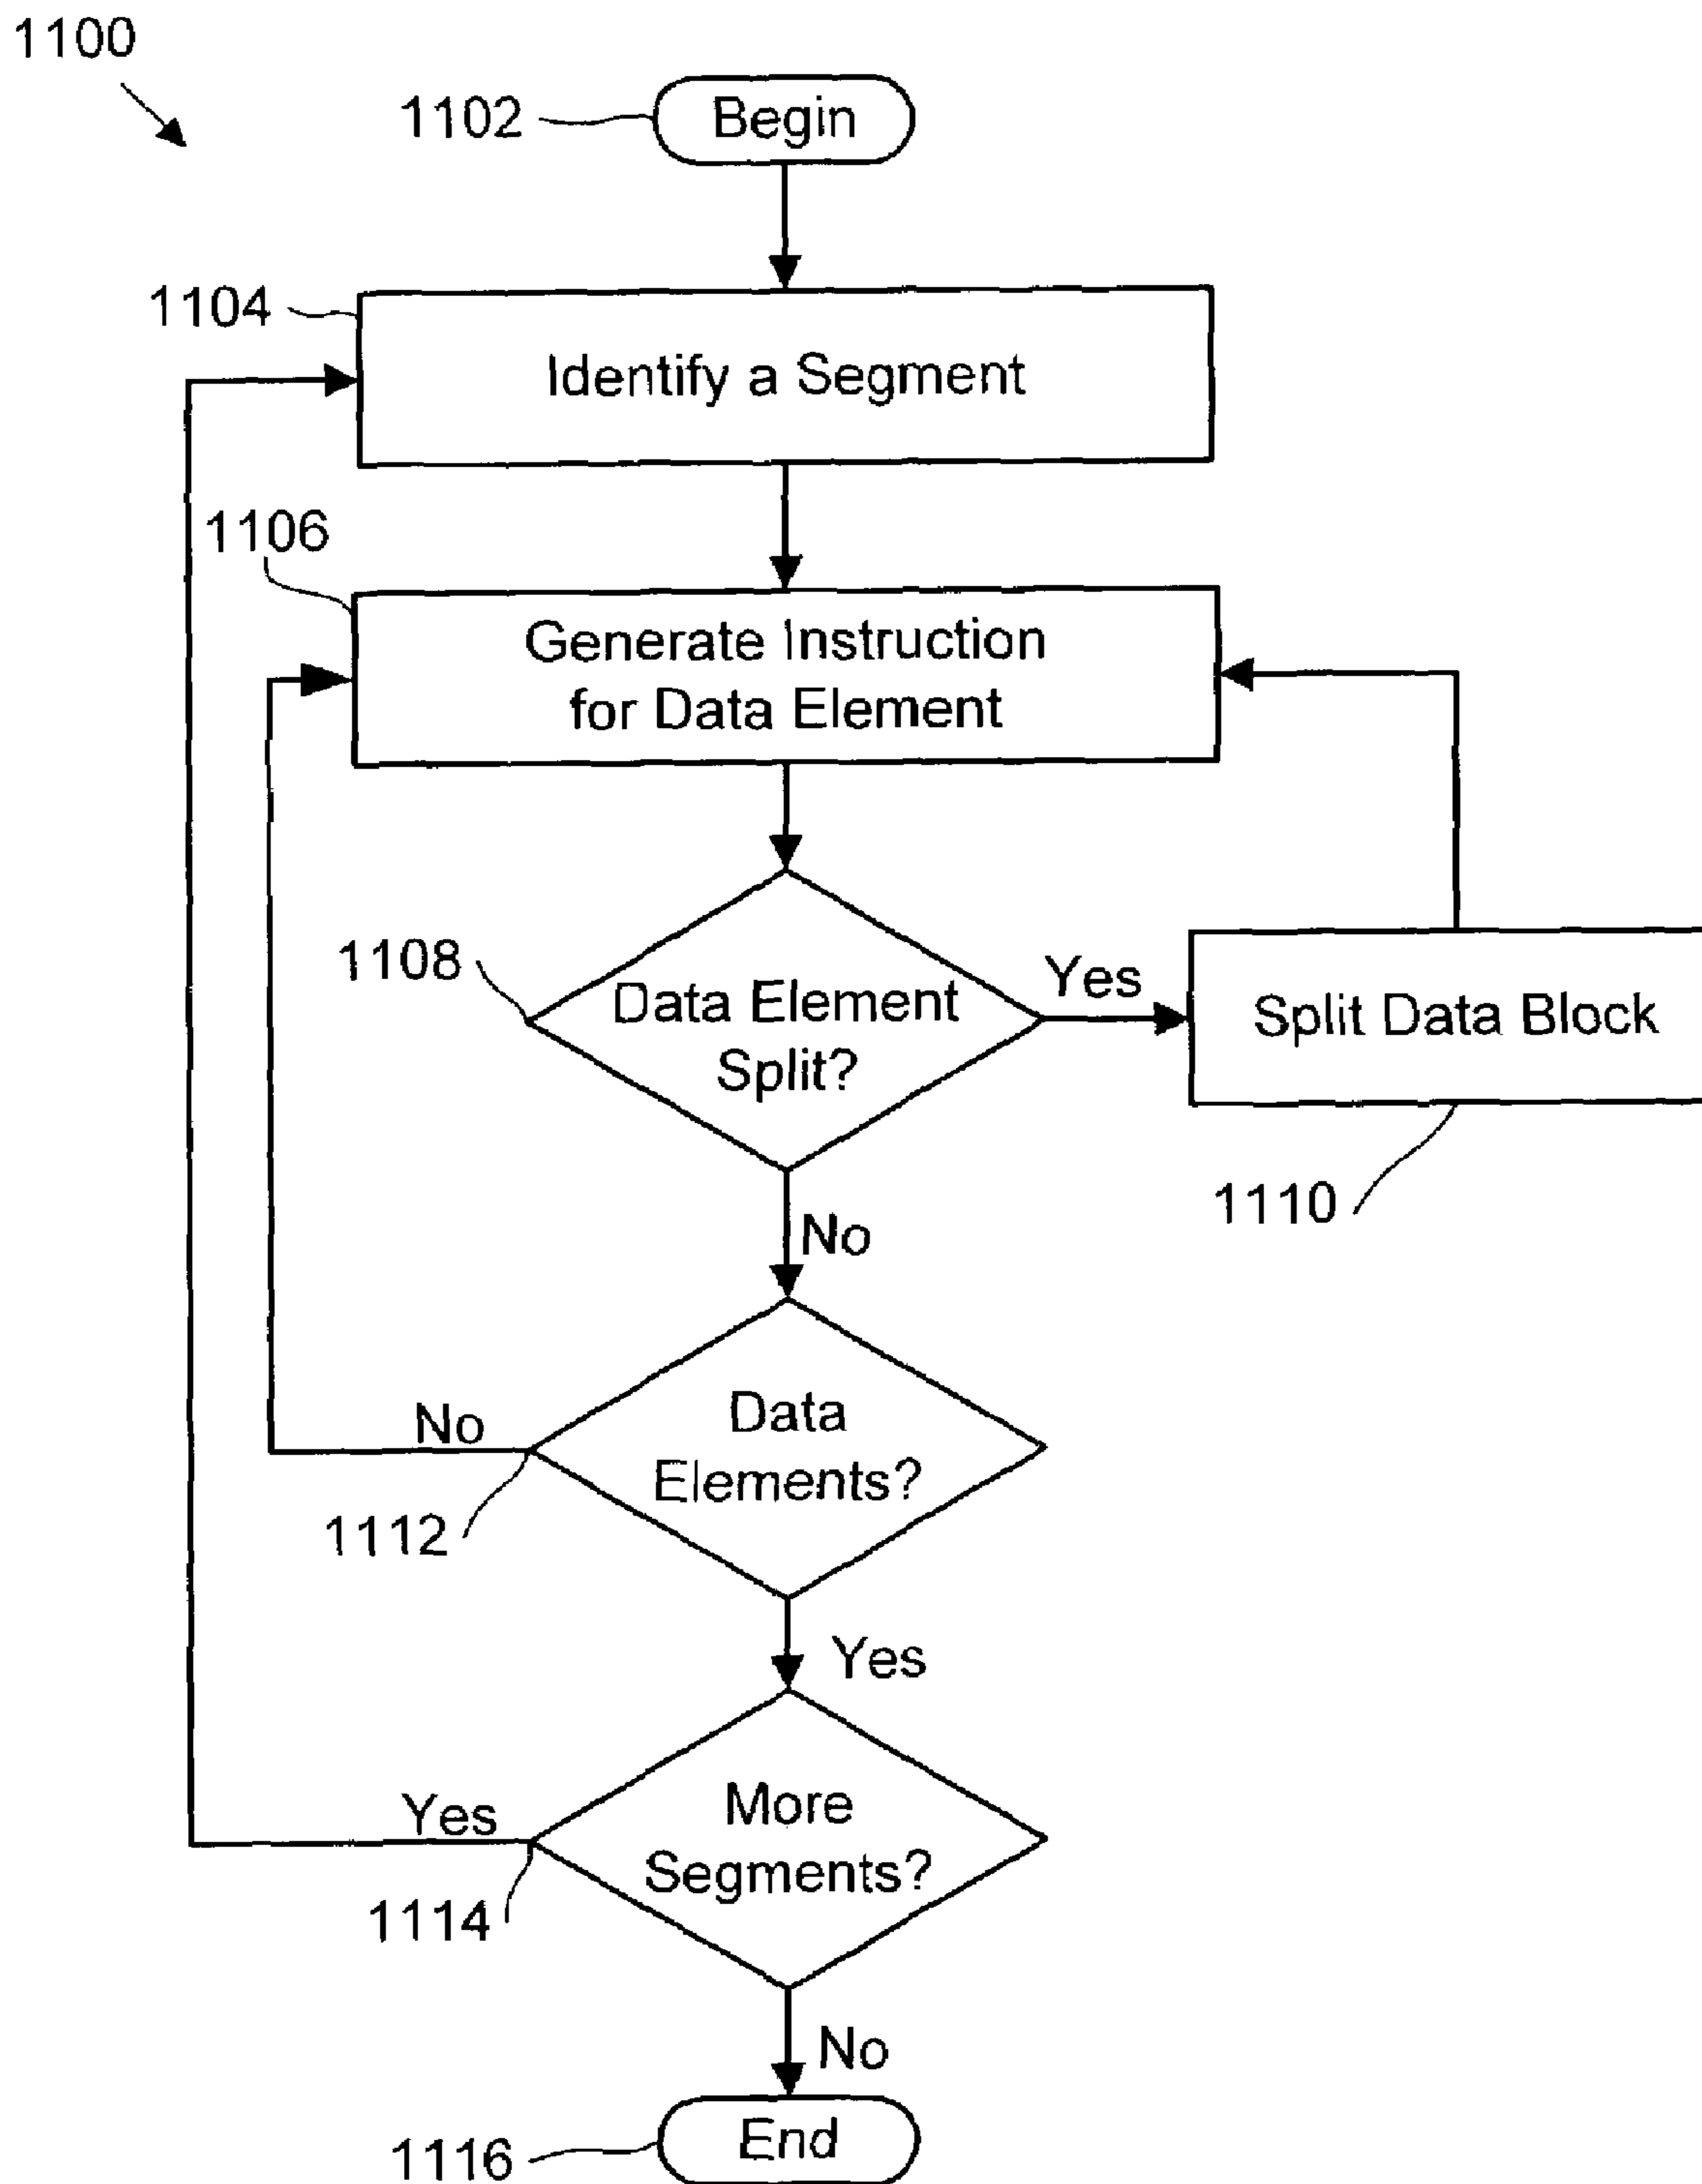 1100
1102
Begin
1104
Identify a Segment
1106
Generate Instruction
for Data Element
1108
Data Element
Split?
Yes
Split Data Block
1110
No
Data
Elements?
No
1112
Yes
More
Segments?
Yes
1114
No
End
1116